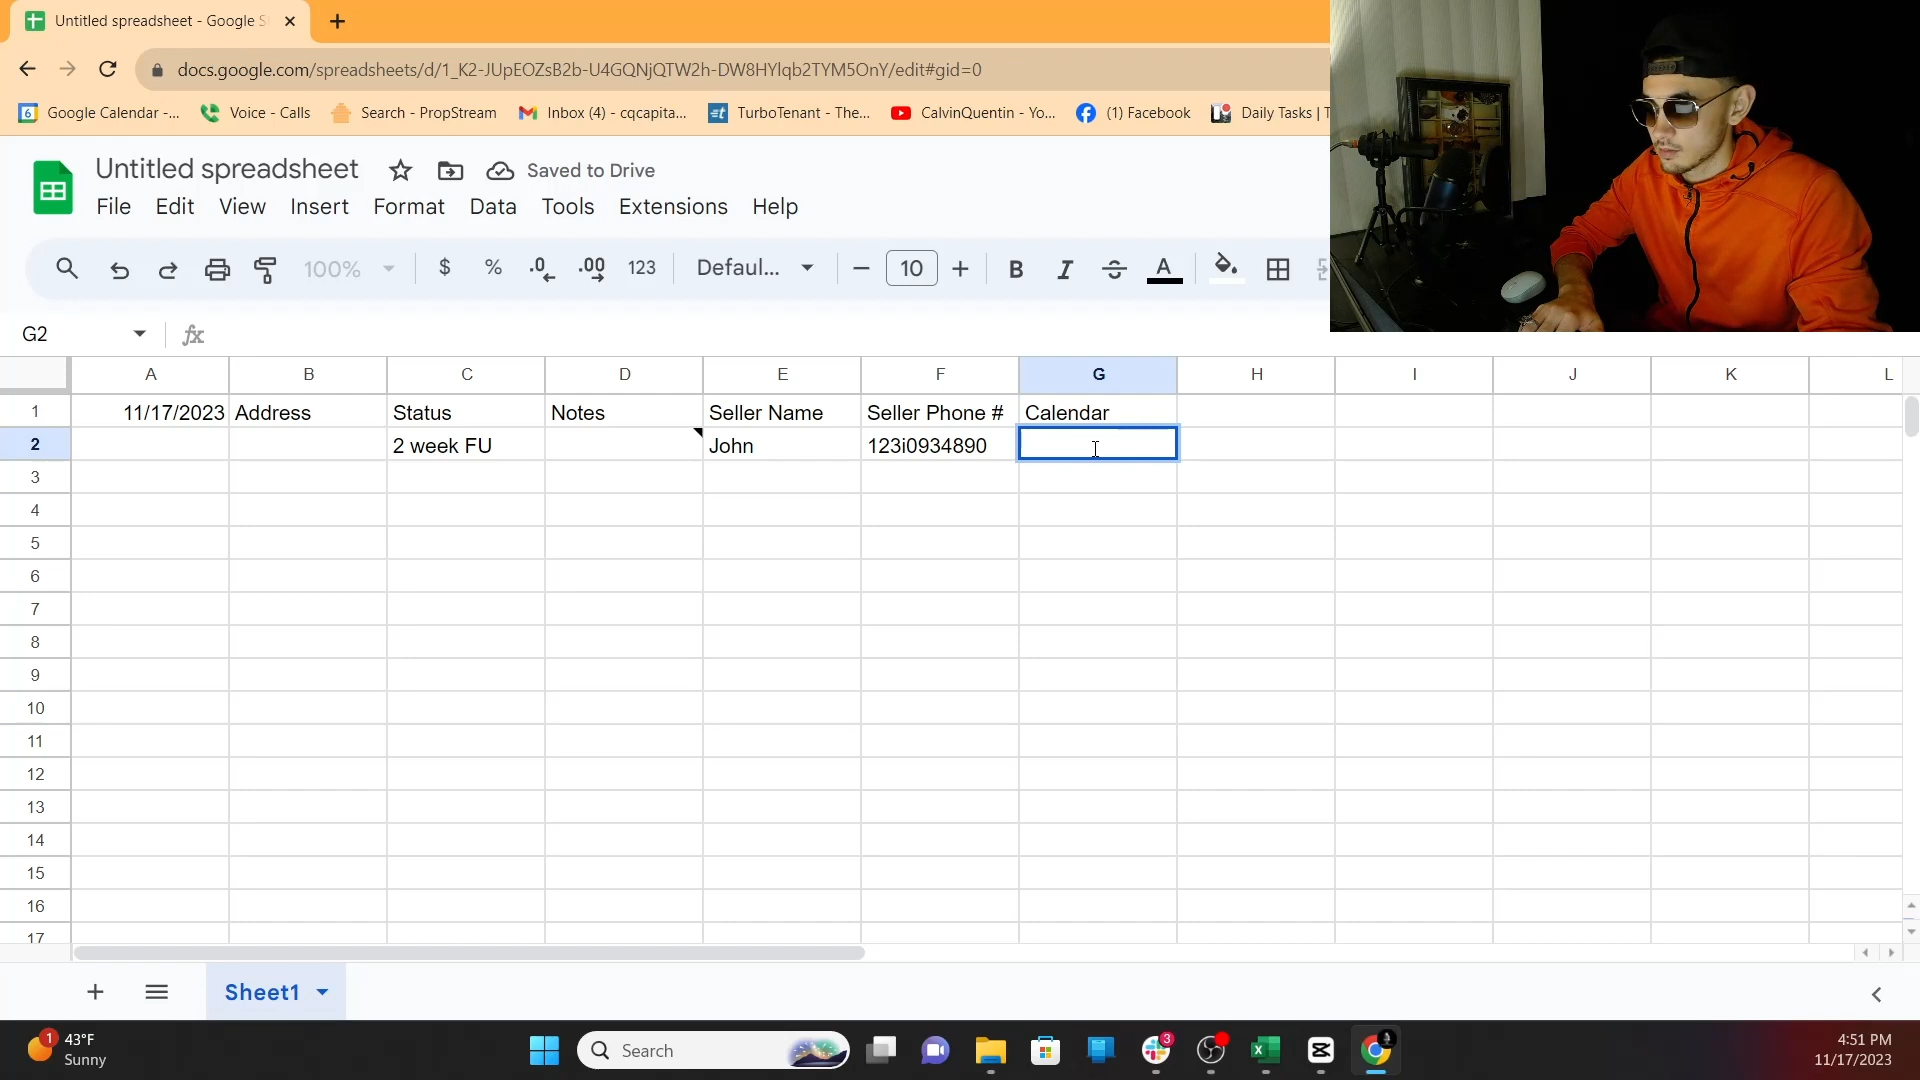 Untitled spreadsheet - Google S
docs.google.com/spreadsheets/d/1_K2-JUpEOZsB2b-U4GQNjQTW2h-DW8HYlqb2TYM5OnY/edit#gid=0
6 Google Calendar -... Voice - Calls Search - PropStream Inbox (4) - cqcapita... TurboTenant - The... CalvinQuentin - Yo... (1) Facebook Daily Tasks | T
Untitled spreadsheet Saved to Drive
File Edit View Insert Format Data Tools Extensions Help
100% $ % .0 .00 123 Defaul... 10 B I A
G2 fx
A B C D E F G H I J K L
1 11/17/2023 Address Status Notes Seller Name Seller Phone # Calendar
2 2 week FU John 123i0934890
3
4
5
6
7
8
9
10
11
12
13
14
15
16
17
Sheet1
1 43°F
Sunny
Search
3
4:51 PM
11/17/2023